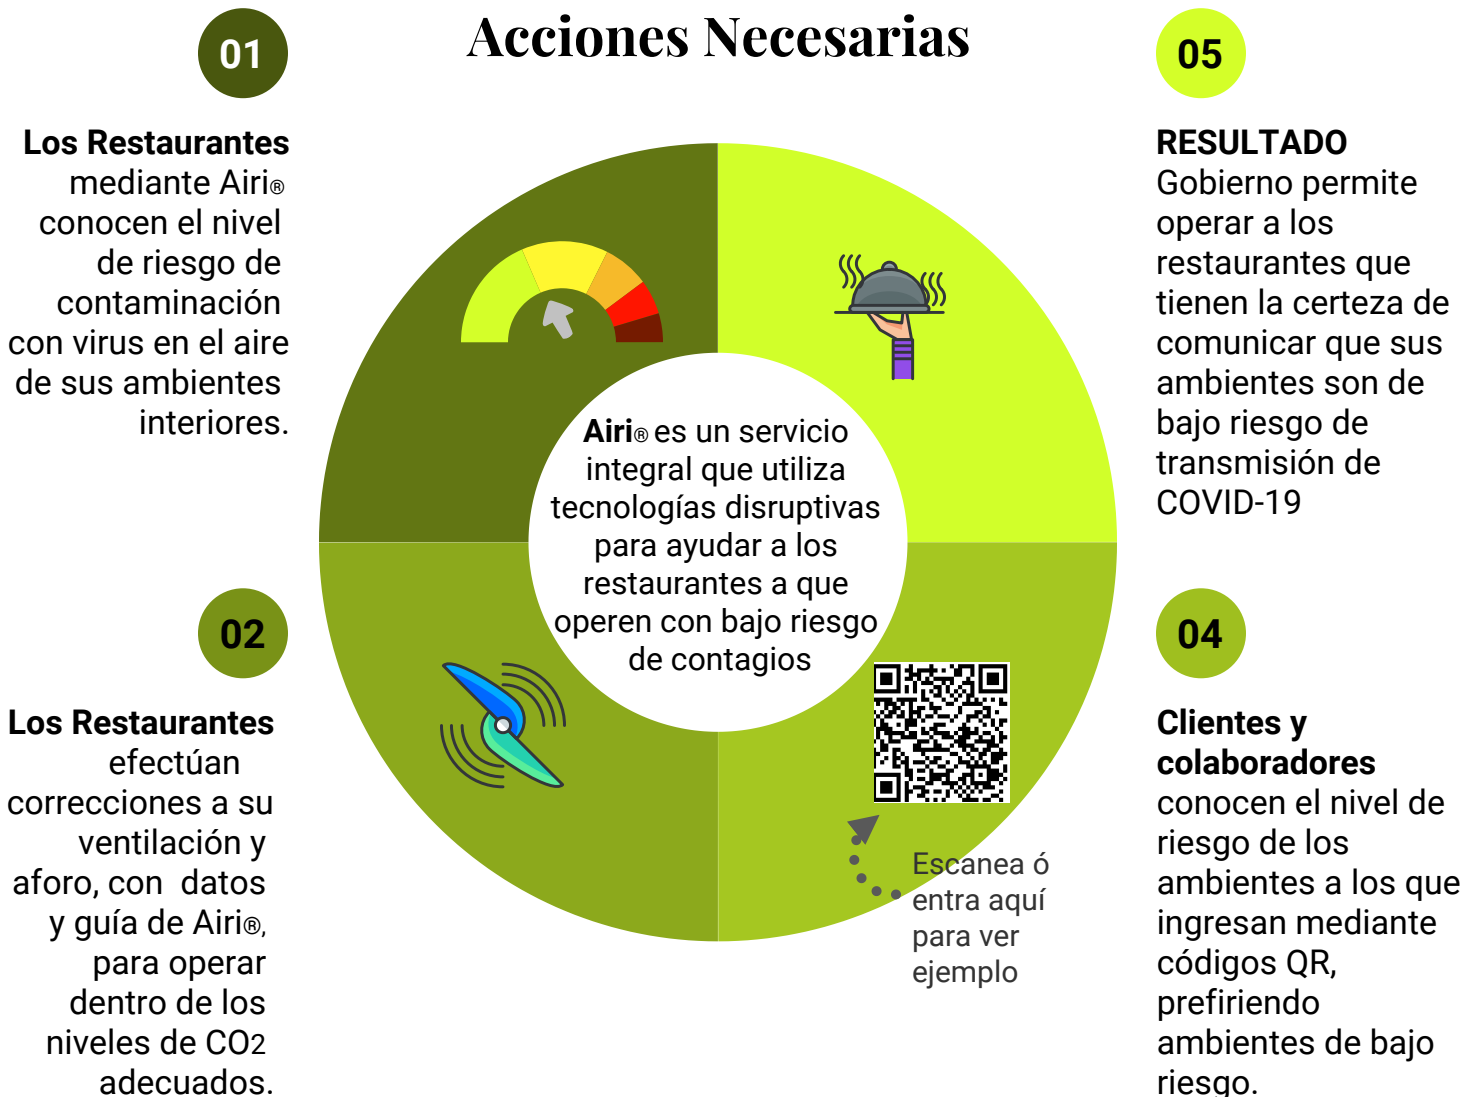 Acciones Necesarias
01
Los Restaurantes
mediante Airi®
conocen el nivel
de riesgo de
contaminación
con virus en el aire
de sus ambientes
interiores.
02
Los Restaurantes
efectúan
correcciones a su
ventilación y
aforo, con datos
y guía de Airi®,
para operar
dentro de los
niveles de CO2
adecuados.
Airi® es un servicio
integral que utiliza
tecnologías disruptivas
para ayudar a los
restaurantes a que
operen con bajo riesgo
de contagios
Escanea ó
entra aquí
para ver
ejemplo
04
Clientes y
colaboradores
conocen el nivel de
riesgo de los
ambientes a los que
ingresan mediante
códigos QR,
prefiriendo
ambientes de bajo
riesgo.
05
RESULTADO
Gobierno permite
operar a los
restaurantes que
tienen la certeza de
comunicar que sus
ambientes son de
bajo riesgo de
transmisión de
COVID-19